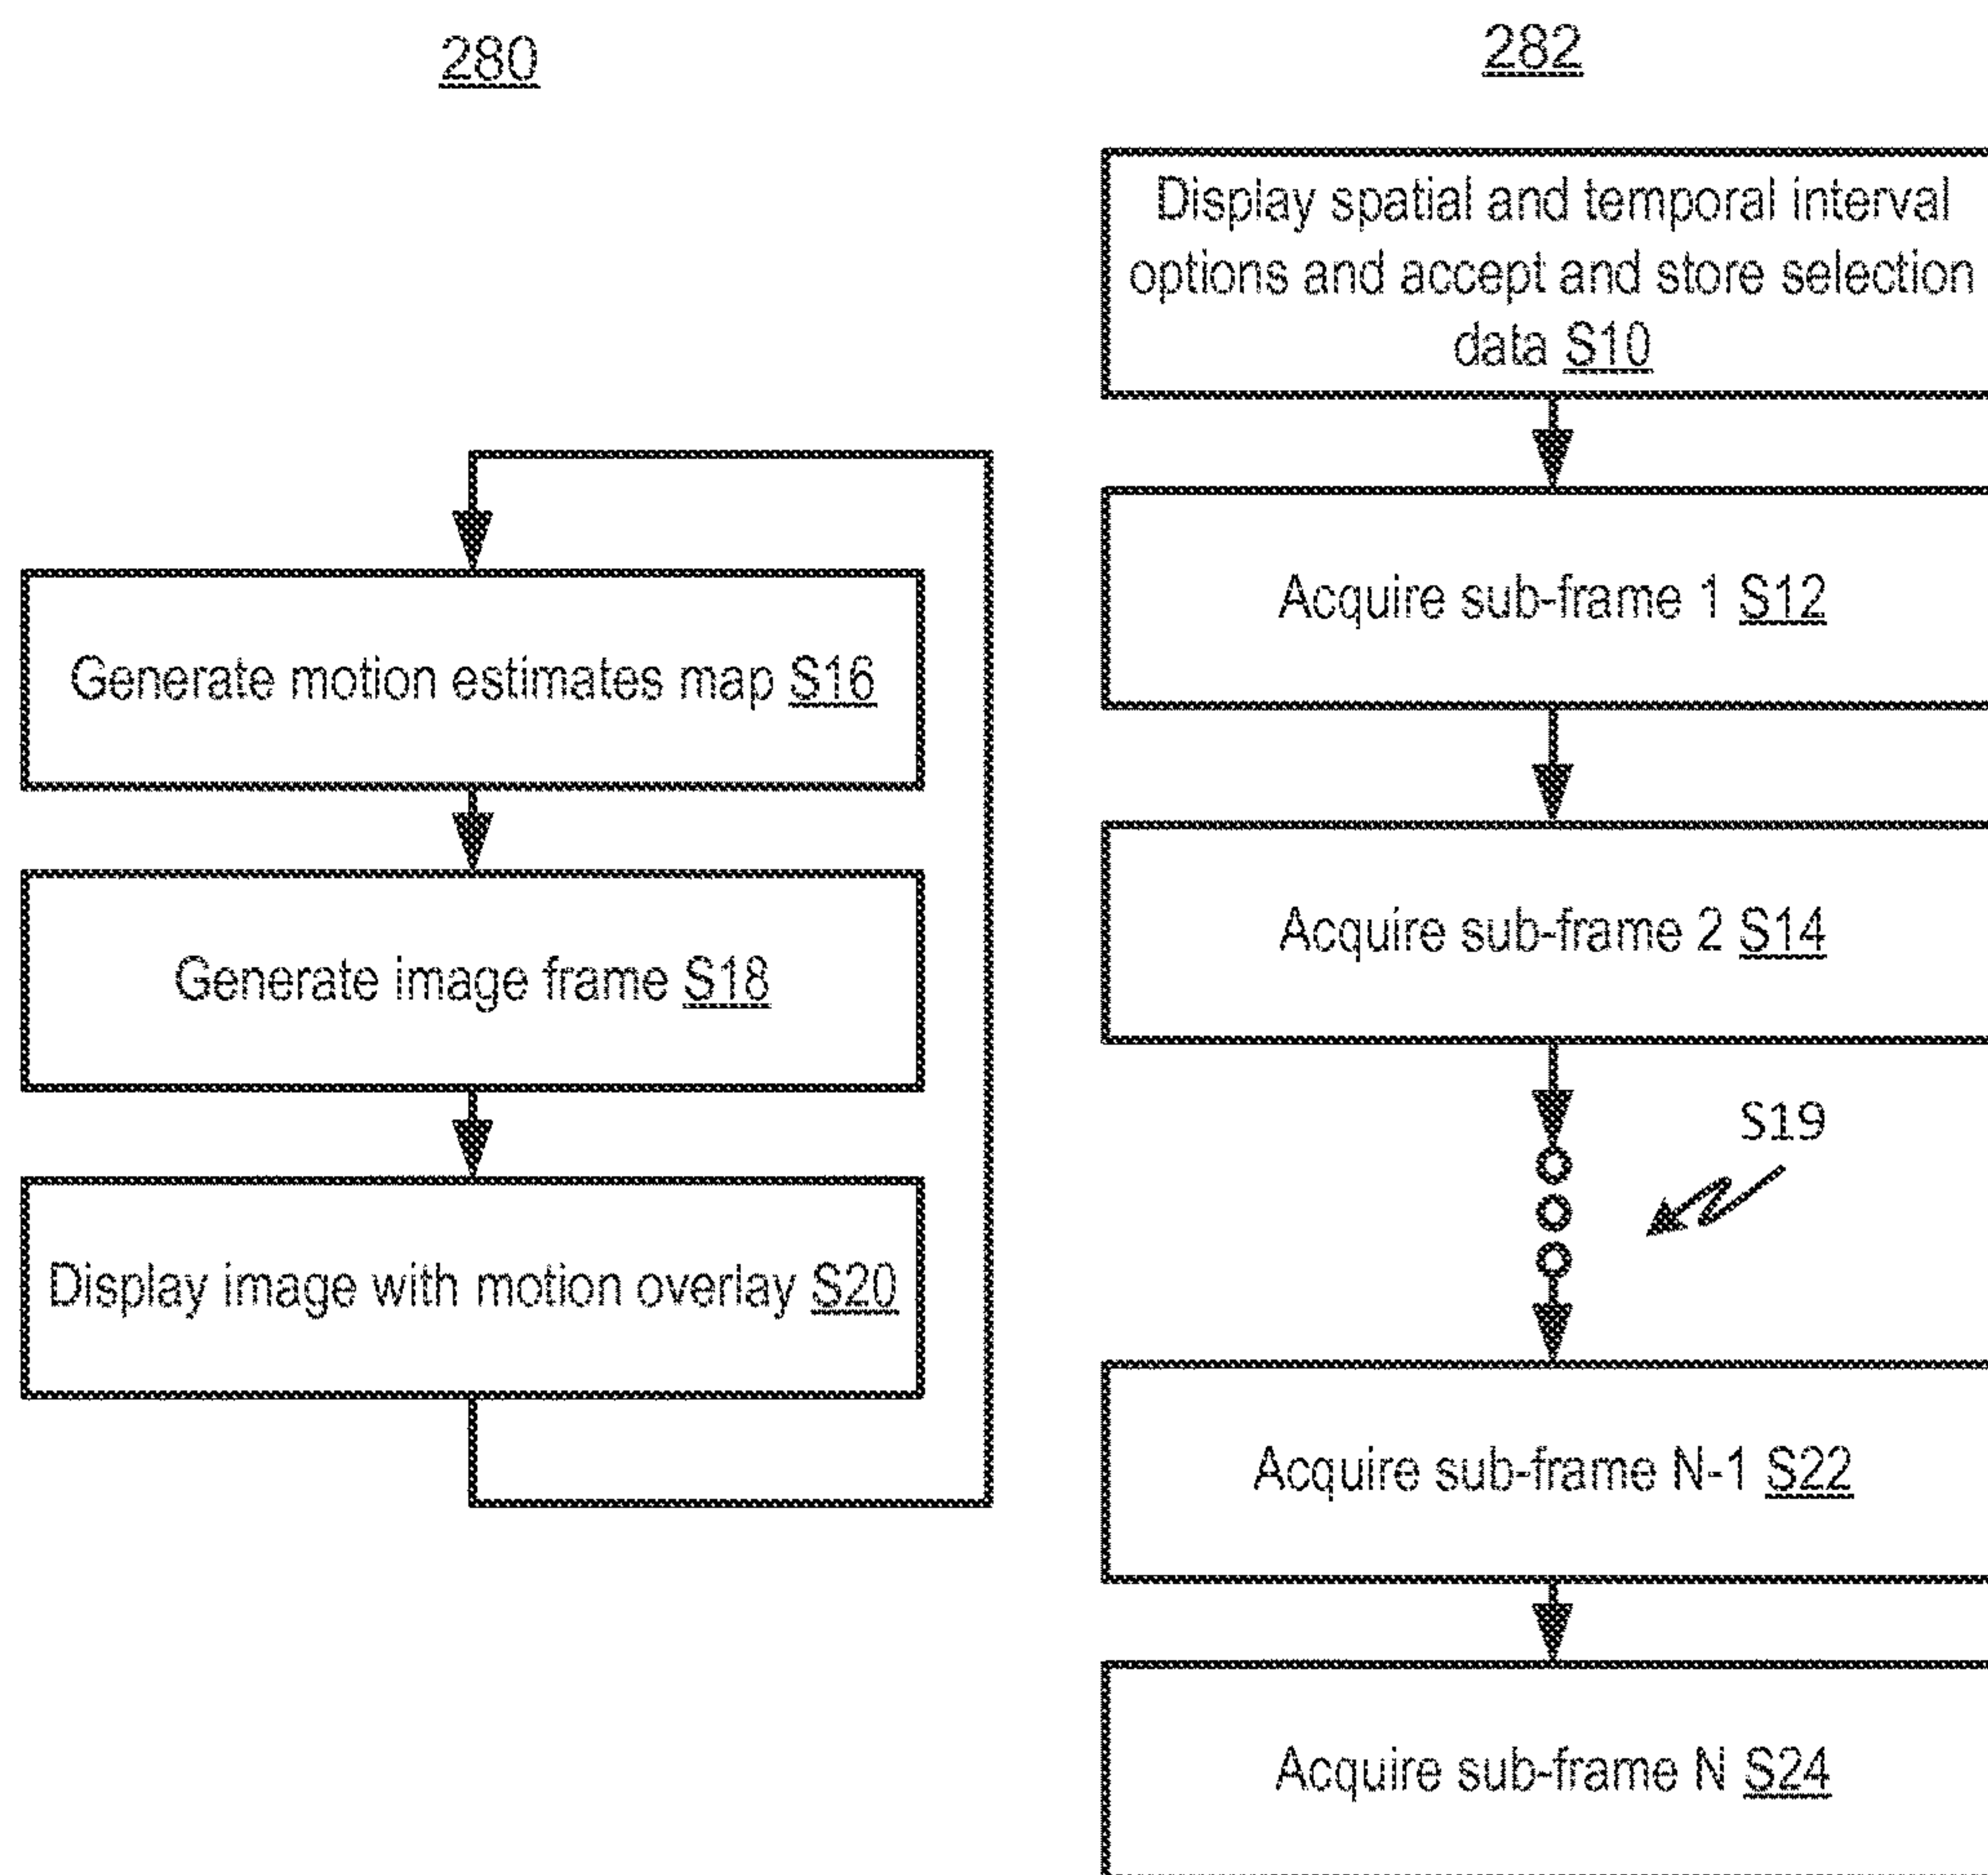 280
Generate motion estimates map S16
Generate image frame S18
Display image with motion overlay S20
282
Display spatial and temporal interval
options and accept and store selection
data S10
Acquire sub-frame 1 S12
Acquire sub-frame 2 S14
S19
Acquire sub-frame N-1 S22
Acquire sub-frame N S24